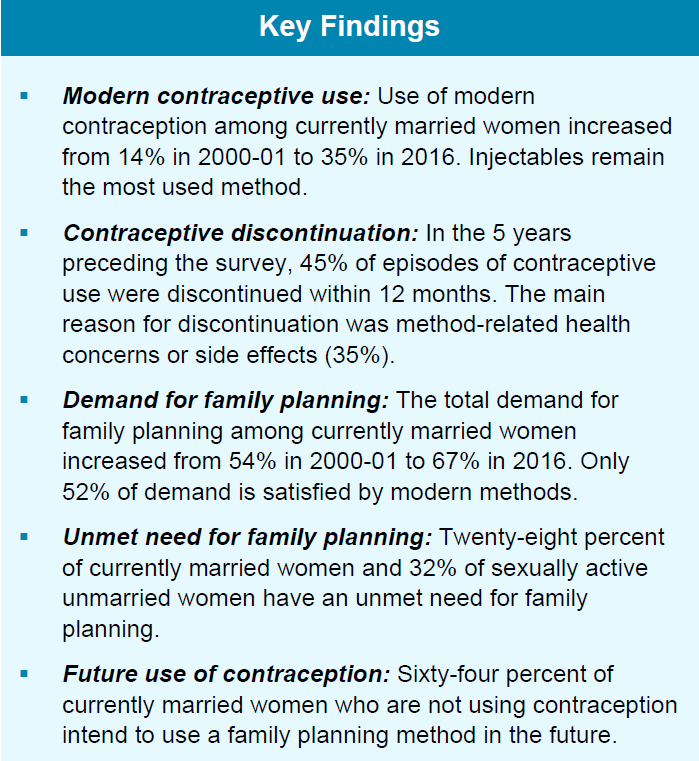 Key Findings
▪ Modern contraceptive use: Use of modern
contraception among currently married women increased
from 14% in 2000-01 to 35% in 2016. Injectables remain
the most used method.
▪ Contraceptive discontinuation: In the 5 years
preceding the survey, 45% of episodes of contraceptive
use were discontinued within 12 months. The main
reason for discontinuation was method-related health
concerns or side effects (35%).
▪ Demand for family planning: The total demand for
family planning among currently married women
increased from 54% in 2000-01 to 67% in 2016. Only
52% of demand is satisfied by modern methods.
▪ Unmet need for family planning: Twenty-eight percent
of currently married women and 32% of sexually active
unmarried women have an unmet need for family
planning.
▪ Future use of contraception: Sixty-four percent of
currently married women who are not using contraception
intend to use a family planning method in the future.